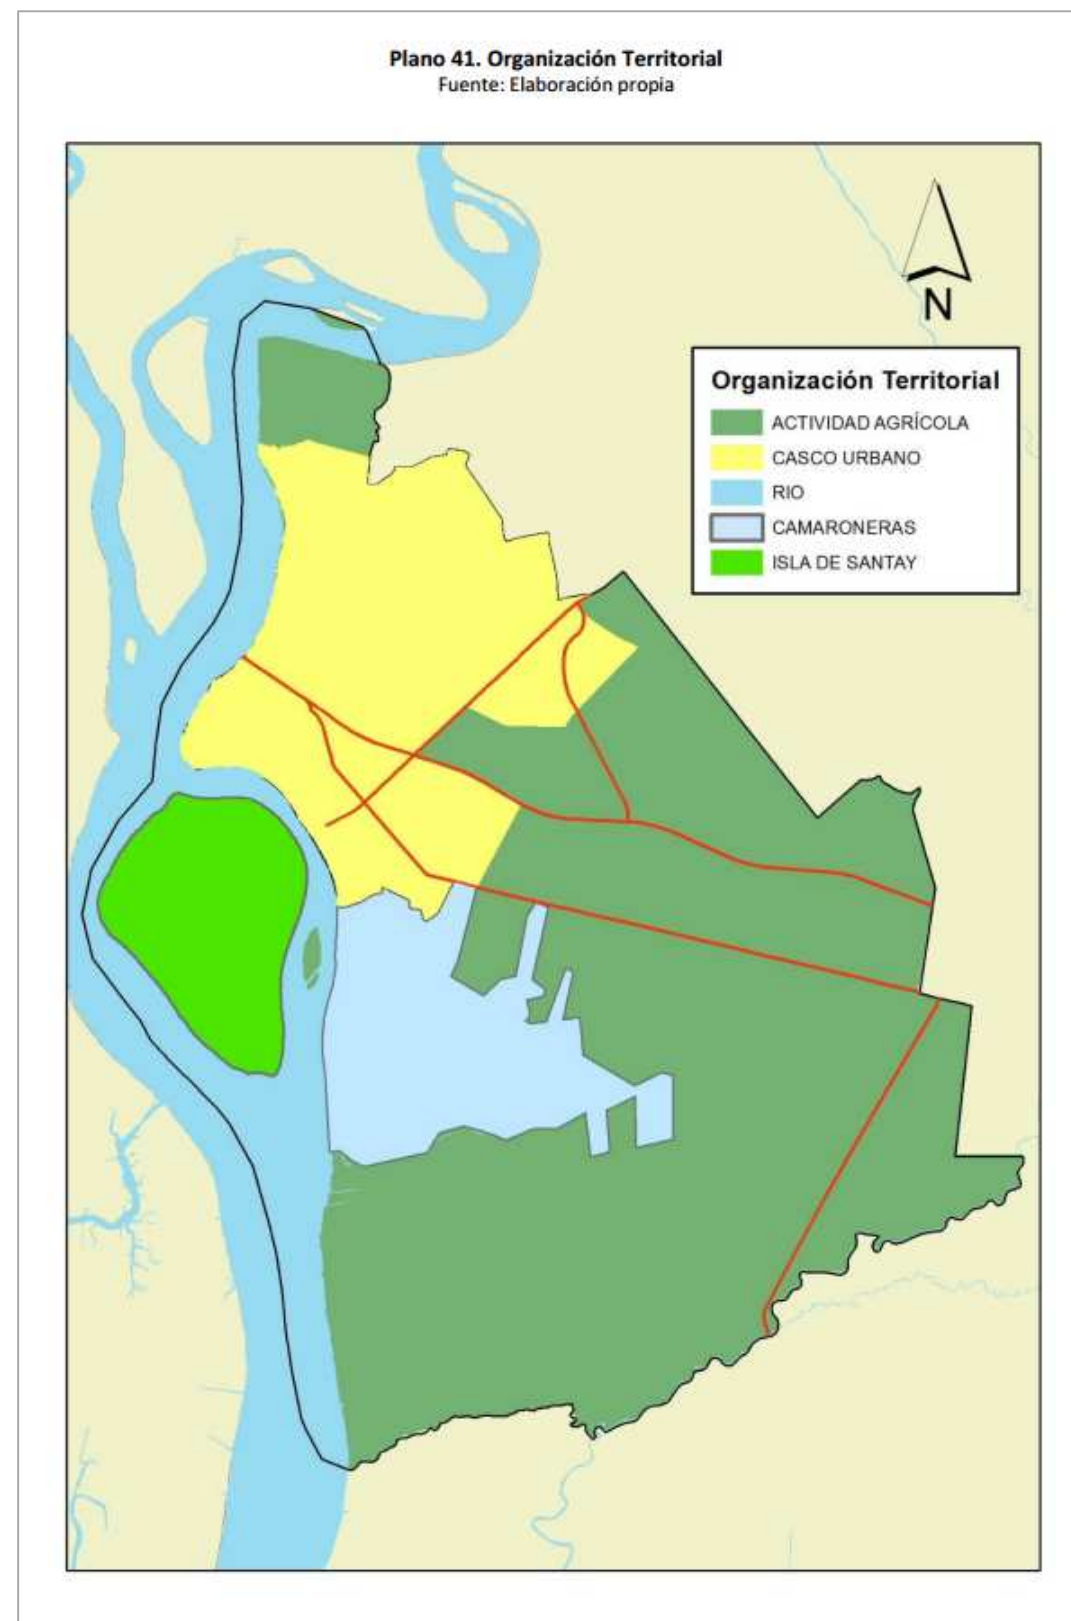 Plano 41. Organización Territorial
Fuente: Elaboración propia
N
Organización Territorial
ACTIVIDAD AGRÍCOLA
CASCO URBANO
RIO
CAMARONERAS
ISLA DE SANTAY